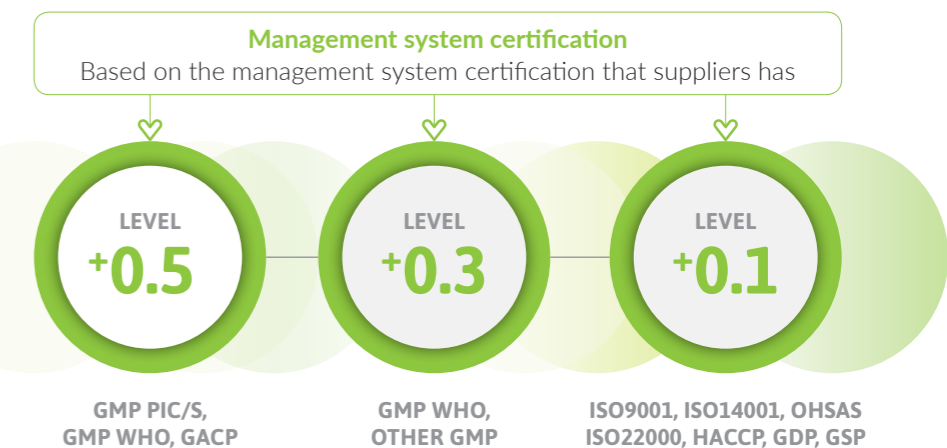 Management system certification
Based on the management system certification that suppliers has
LEVEL
+0.5
LEVEL
+0.3
LEVEL
+0.1
GMP PIC/S,
GMP WHO, GACP
GMP WHO,
OTHER GMP
ISO9001, ISO14001, OHSAS
ISO22000, HACCP, GDP, GSP